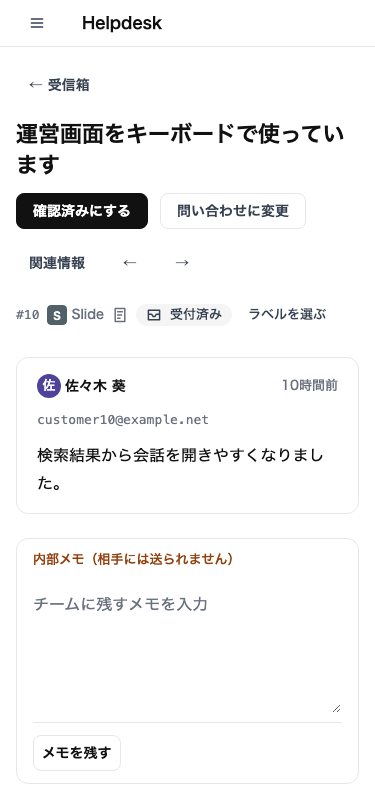 Helpdesk
← 受信箱
運営画面をキーボードで使ってい
ます
確認済みにする 問い合わせに変更
関連情報 ← →
#10 S Slide 受付済み ラベルを選ぶ
佐 佐々木 葵 10時間前
customer10@example.net
検索結果から会話を開きやすくなりまし
た。
内部メモ（相手には送られません）
チームに残すメモを入力
メモを残す